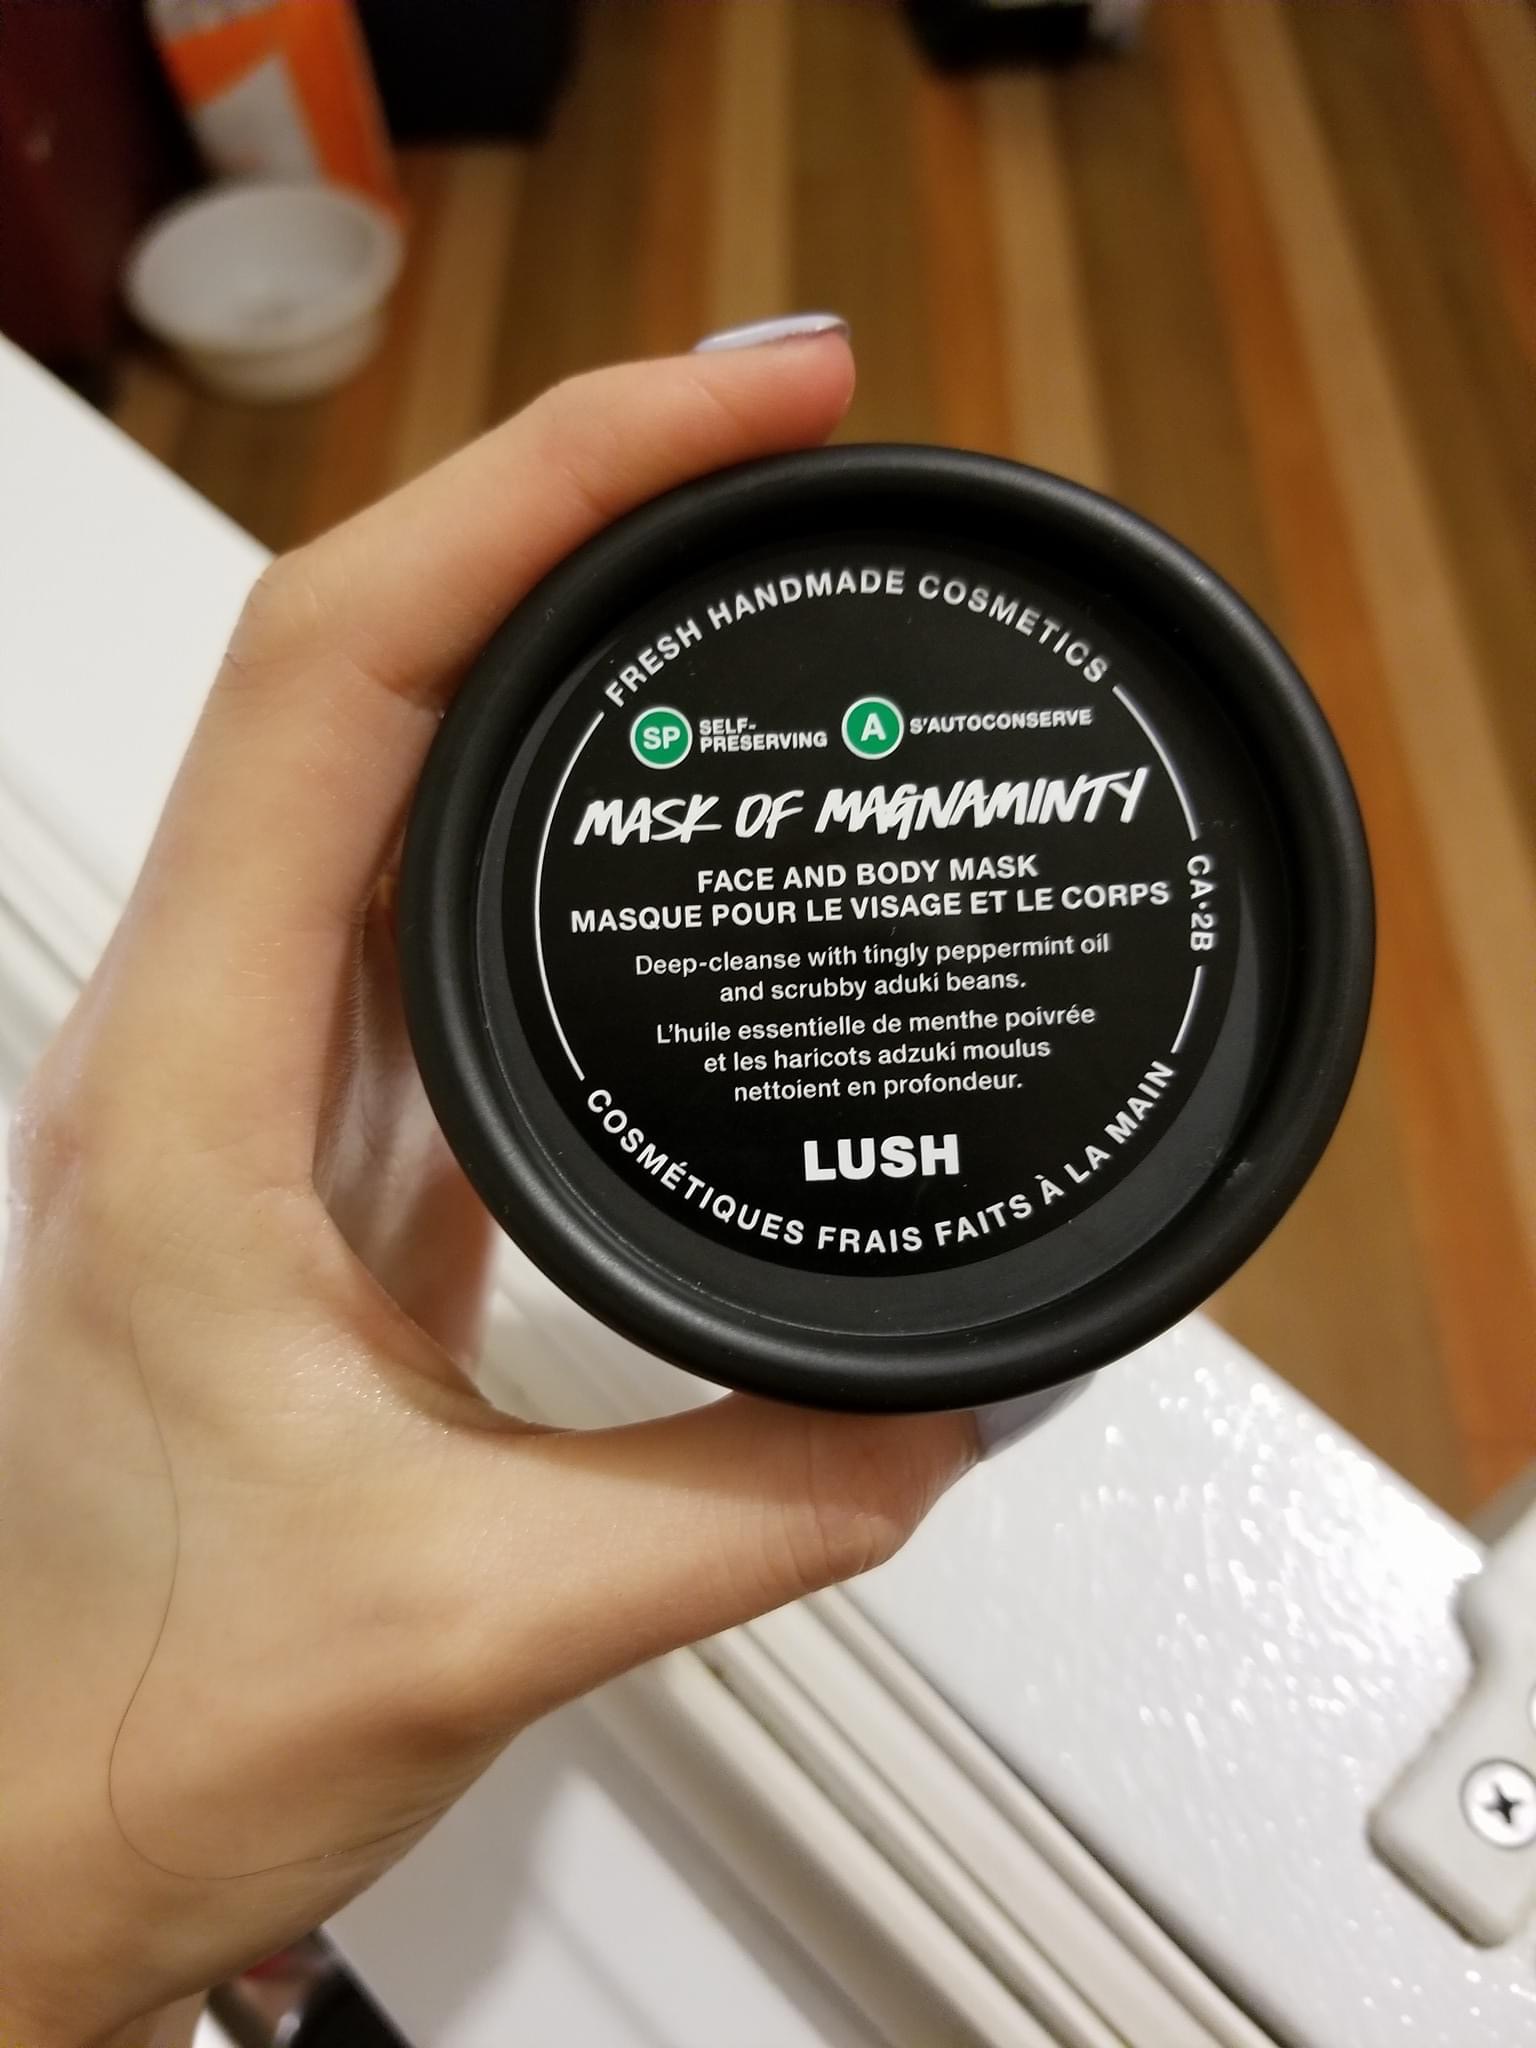 FRESH HANDMADE COSMETICS
SP SELF-
PRESERVING
A S'AUTOCONSERVE
MASK OF MAGNAMINTY
FACE AND BODY MASK
MASQUE POUR LE VISAGE ET LE CORPS
CA•2B
Deep-cleanse with tingly peppermint oil
and scrubby aduki beans.
L'huile essentielle de menthe poivrée
et les haricots adzuki moulus
nettoient en profondeur.
LUSH
COSMÉTIQUES FRAIS FAITS À LA MAIN